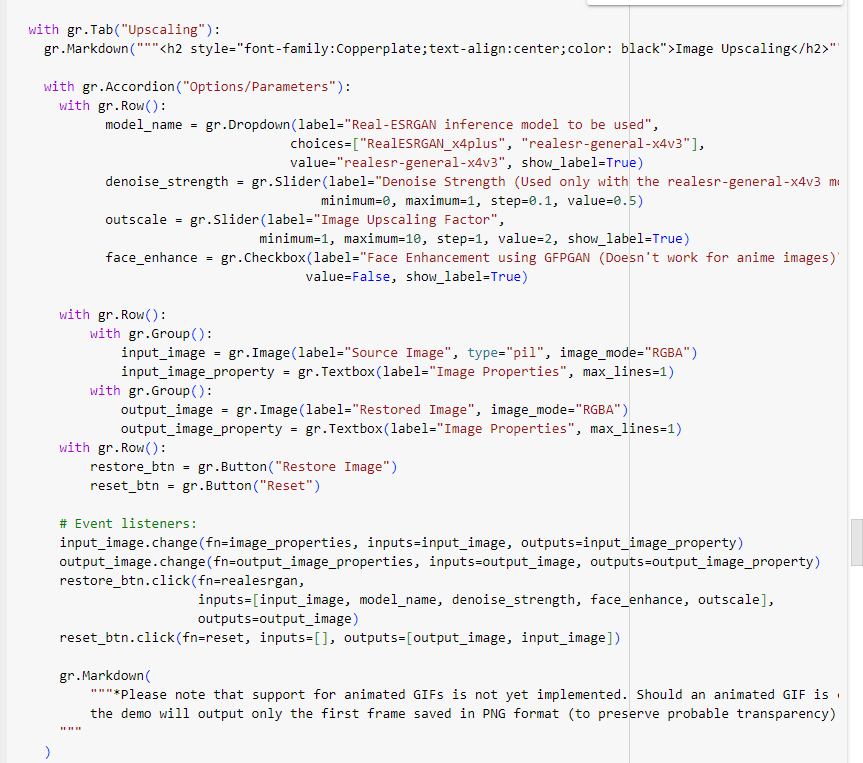 with gr.Tab("Upscaling"):
gr.Markdown("""<h2 style="font-family:Copperplate;text-align:center;color: black">Image Upscaling</h2>"
with gr.Accordion("Options/Parameters"):
with gr.Row():
model_name = gr.Dropdown(label="Real-ESRGAN inference model to be used",
choices=["RealESRGAN_x4plus", "realesr-general-x4v3"],
value="realesr-general-x4v3", show_label=True)
denoise_strength = gr.Slider(label="Denoise Strength (Used only with the realesr-general-x4v3
minimum=0, maximum=1, step=0.1, value=0.5)
outscale = gr.Slider(label="Image Upscaling Factor",
minimum=1, maximum=10, step=1, value=2, show_label=True)
face_enhance = gr.Checkbox(label="Face Enhancement using GFPGAN (Doesn't work for anime images)
value=False, show_label=True)
with gr.Row():
with gr.Group():
input_image = gr.Image(label="Source Image", type="pil", image_mode="RGBA")
input_image_property = gr.Textbox(label="Image Properties", max_lines=1)
with gr.Group():
output_image = gr.Image(label="Restored Image", image_mode="RGBA")
output_image_property = gr.Textbox(label="Image Properties", max_lines=1)
with gr.Row():
restore_btn = gr.Button("Restore Image")
reset_btn = gr.Button("Reset")
# Event listeners:
input_image.change(fn=image_properties, inputs=input_image, outputs=input_image_property)
output_image.change(fn=output_image_properties, inputs=output_image, outputs=output_image_property)
restore_btn.click(fn=realesrgan,
inputs=[input_image, model_name, denoise_strength, face_enhance, outscale],
outputs=output_image)
reset_btn.click(fn=reset, inputs=[], outputs=[output_image, input_image])
gr.Markdown(
"""*Please note that support for animated GIFs is not yet implemented. Should an animated GIF is
the demo will output only the first frame saved in PNG format (to preserve probable transparency)
"""
)